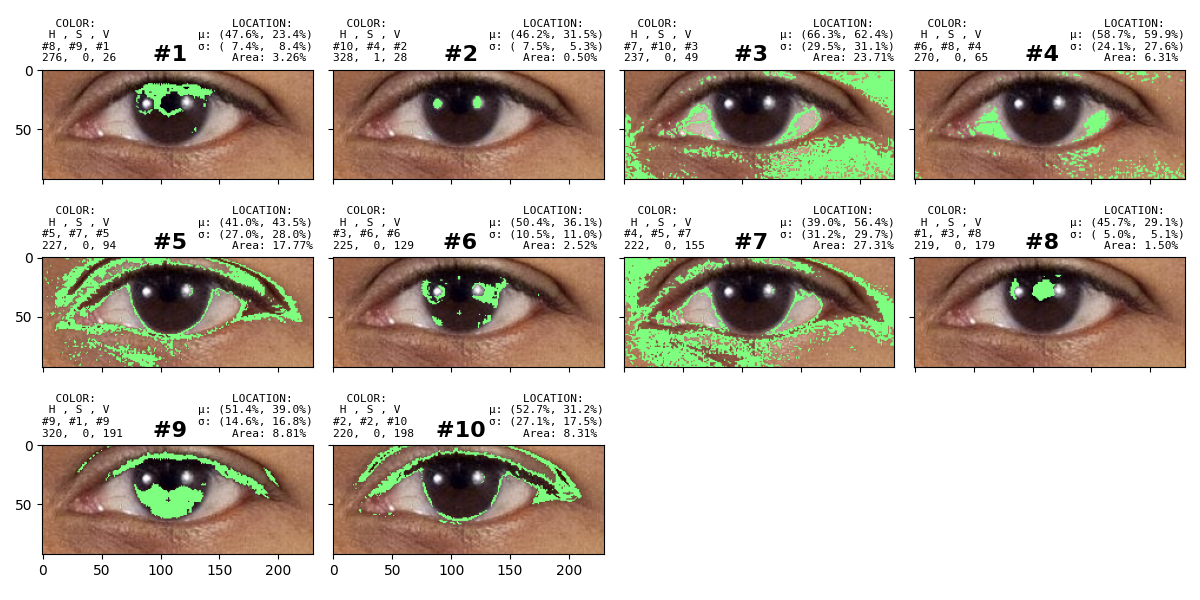 COLOR: LOCATION:
H , S , V μ: (47.6%, 23.4%)
#8, #9, #1 #1 σ: ( 7.4%, 8.4%)
276, 0, 26 Area: 3.26%
COLOR: LOCATION:
H , S , V μ: (46.2%, 31.5%)
#10, #4, #2 #2 σ: ( 7.5%, 5.3%)
328, 1, 28 Area: 0.50%
COLOR: LOCATION:
H , S , V μ: (66.3%, 62.4%)
#7, #10, #3 #3 σ: (29.5%, 31.1%)
237, 0, 49 Area: 23.71%
COLOR: LOCATION:
H , S , V μ: (58.7%, 59.9%)
#6, #8, #4 #4 σ: (24.1%, 27.6%)
270, 0, 65 Area: 6.31%
0
50
COLOR: LOCATION:
H , S , V μ: (41.0%, 43.5%)
#5, #7, #5 #5 σ: (27.0%, 28.0%)
227, 0, 94 Area: 17.77%
COLOR: LOCATION:
H , S , V μ: (50.4%, 36.1%)
#3, #6, #6 #6 σ: (10.5%, 11.0%)
225, 0, 129 Area: 2.52%
COLOR: LOCATION:
H , S , V μ: (39.0%, 56.4%)
#4, #5, #7 #7 σ: (31.2%, 29.7%)
222, 0, 155 Area: 27.31%
COLOR: LOCATION:
H , S , V μ: (45.7%, 29.1%)
#1, #3, #8 #8 σ: ( 5.0%, 5.1%)
219, 0, 179 Area: 1.50%
0
50
COLOR: LOCATION:
H , S , V μ: (51.4%, 39.0%)
#9, #1, #9 #9 σ: (14.6%, 16.8%)
320, 0, 191 Area: 8.81%
COLOR: LOCATION:
H , S , V μ: (52.7%, 31.2%)
#2, #2, #10 #10 σ: (27.1%, 17.5%)
220, 0, 198 Area: 8.31%
0
50
0 50 100 150 200
0 50 100 150 200